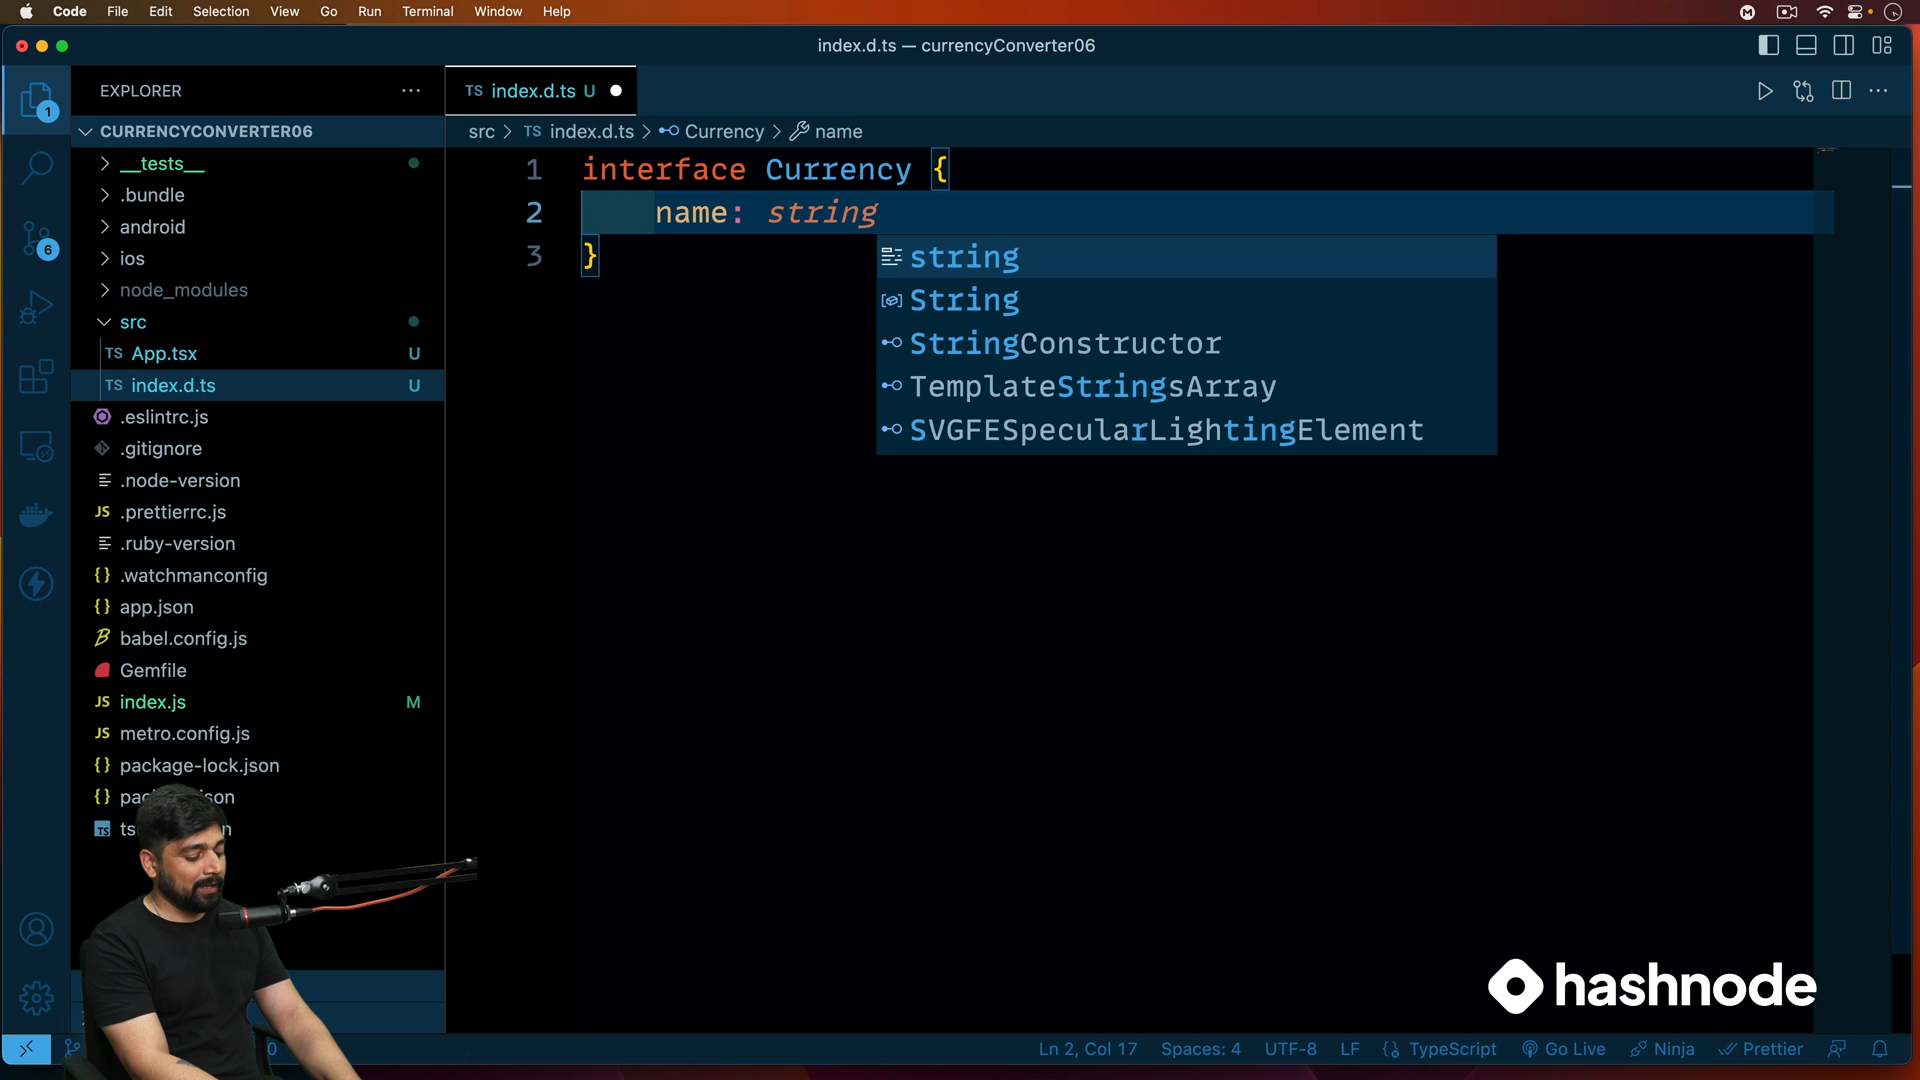 Code File Edit Selection View Go Run Terminal Window Help
index.d.ts — currencyConverter06
EXPLORER
TS index.d.ts U
1
CURRENCYCONVERTER06
src > TS index.d.ts > Currency > name
__tests__
.bundle
android
6
ios
node_modules
src
TS App.tsx U
TS index.d.ts U
.eslintrc.js
.gitignore
.node-version
JS .prettierrc.js
.ruby-version
{} .watchmanconfig
{} app.json
babel.config.js
Gemfile
JS index.js M
JS metro.config.js
{} package-lock.json
1 interface Currency {
2 name: string
3 }
string
String
StringConstructor
TemplateStringsArray
SVGFESpecularLightingElement
hashnode
0 Ln 2, Col 17 Spaces: 4 UTF-8 LF {} TypeScript Go Live Ninja Prettier